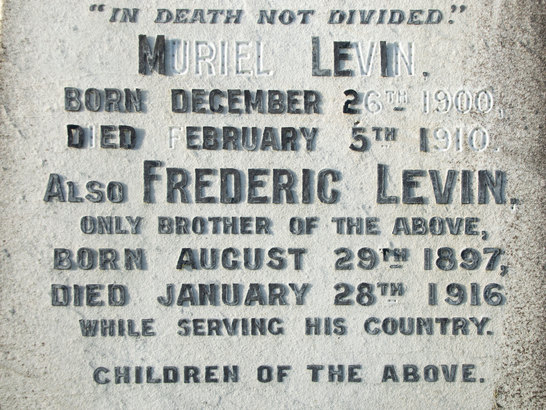 "IN DEATH NOT DIVIDED."
MURIEL LEVIN.
BORN DECEMBER 26TH 1900,
DIED FEBRUARY 5TH 1910.
ALSO FREDERIC LEVIN,
ONLY BROTHER OF THE ABOVE,
BORN AUGUST 29TH 1897,
DIED JANUARY 28TH 1916
WHILE SERVING HIS COUNTRY.
CHILDREN OF THE ABOVE.